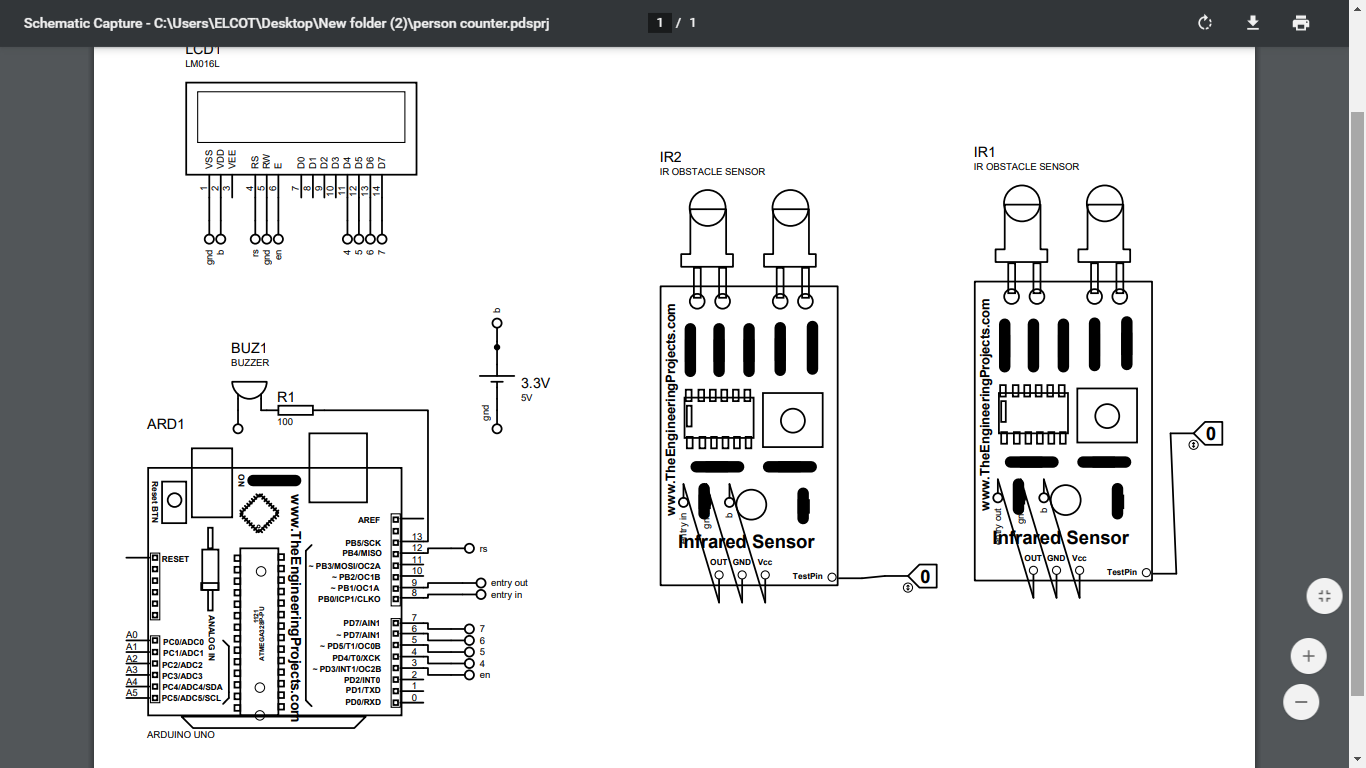 Schematic Capture - C:\Users\ELCOT\Desktop\New folder (2)\person counter.pdsprj
1 / 1
LCD1
LM016L
VSS VDD VEE RS RW E D0 D1 D2 D3 D4 D5 D6 D7
1 2 3 4 5 6 7 8 9 10 11 12 13 14
gnd b rs gnd en 4 5 6 7
BUZ1
BUZZER
R1
100
b
3.3V
5V
gnd
ARD1
Reset BTN
ON
www.TheEngineeringProjects.com
1121
ATMEGA328P-PU
ANALOG IN
RESET
A0 PC0/ADC0
A1 PC1/ADC1
A2 PC2/ADC2
A3 PC3/ADC3
A4 PC4/ADC4/SDA
A5 PC5/ADC5/SCL
AREF
PB5/SCK 13
PB4/MISO 12 rs
~ PB3/MOSI/OC2A 11
~ PB2/OC1B 10
~ PB1/OC1A 9 entry out
PB0/ICP1/CLKO 8 entry in
PD7/AIN1 7
~ PD7/AIN1 6 7
~ PD5/T1/OC0B 5 6
PD4/T0/XCK 4 5
~ PD3/INT1/OC2B 3 4
PD2/INT0 2 en
PD1/TXD 1
PD0/RXD 0
ARDUINO UNO
IR2
IR OBSTACLE SENSOR
www.TheEngineeringProjects.com
entry in
b
Infrared Sensor
OUT GND Vcc
TestPin
0
IR1
IR OBSTACLE SENSOR
www.TheEngineeringProjects.com
entry out
b
Infrared Sensor
OUT GND Vcc
TestPin
0